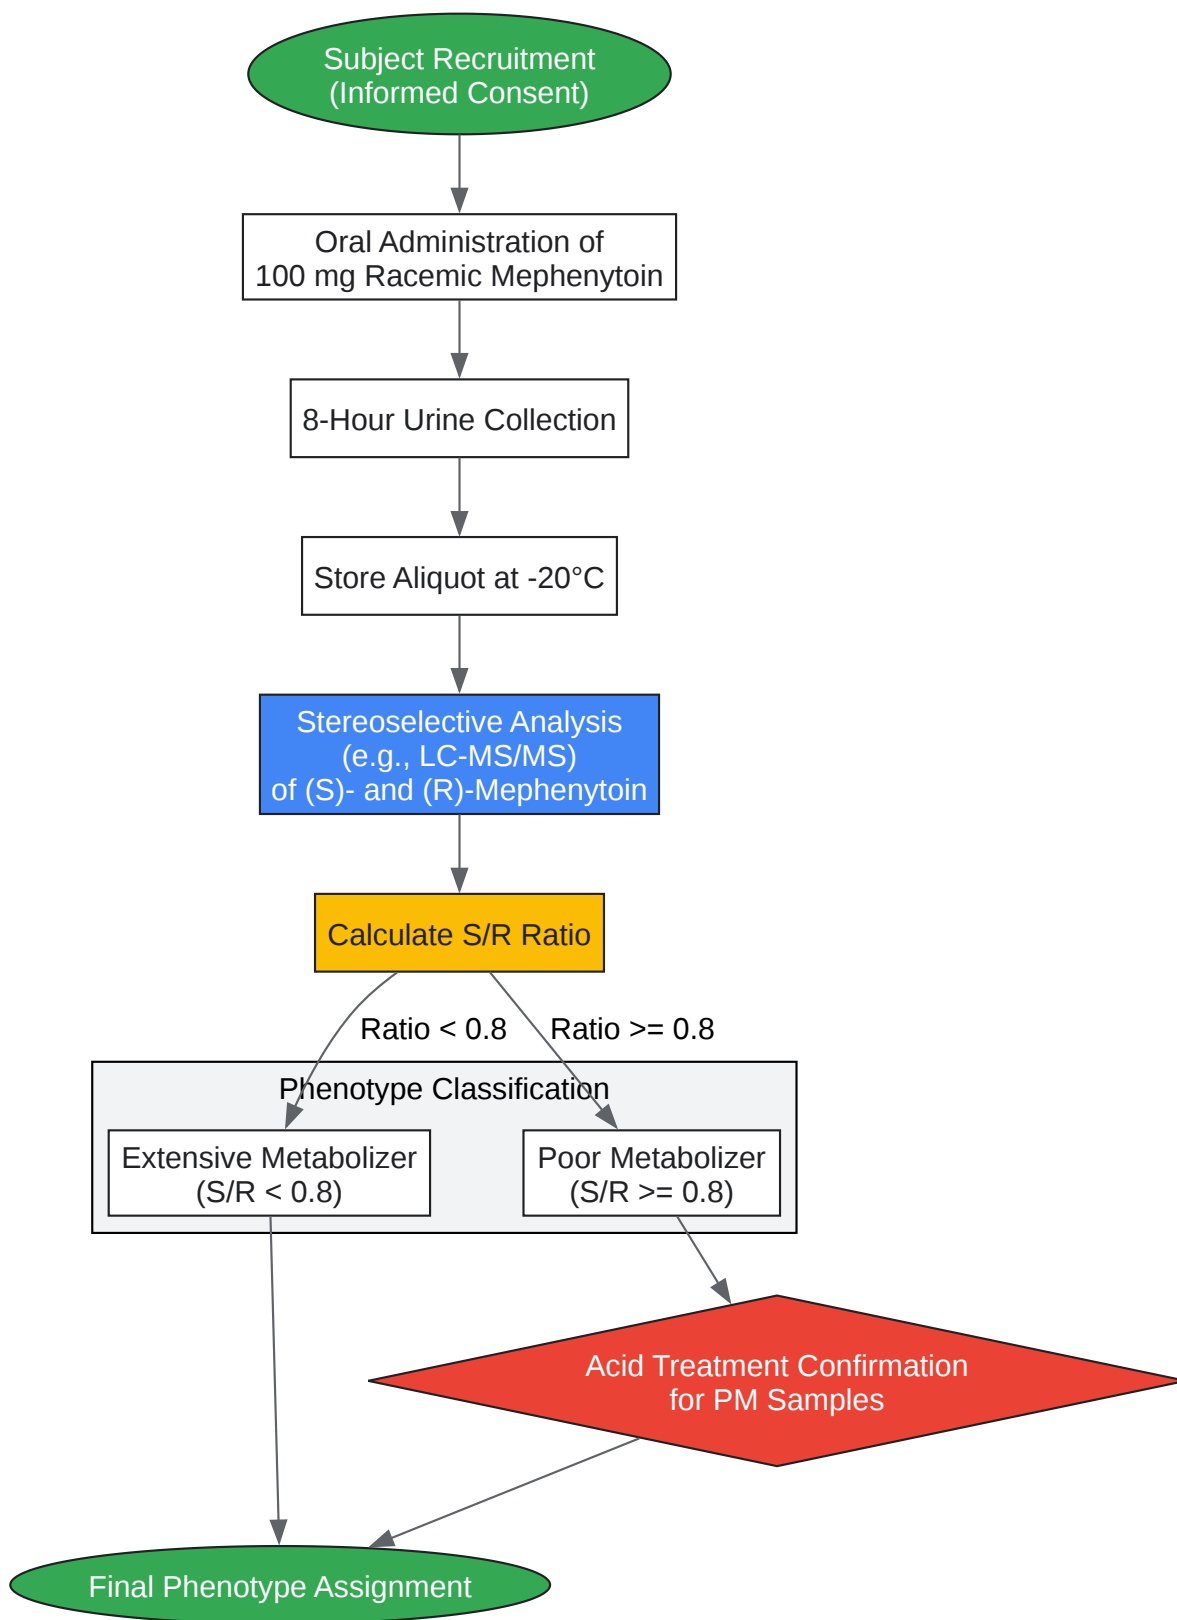 Subject Recruitment
(Informed Consent)
Oral Administration of
100 mg Racemic Mephenytoin
8-Hour Urine Collection
Store Aliquot at -20°C
Stereoselective Analysis
(e.g., LC-MS/MS)
of (S)- and (R)-Mephenytoin
Calculate S/R Ratio
Ratio < 0.8
Ratio >= 0.8
Phenotype Classification
Extensive Metabolizer
(S/R < 0.8)
Poor Metabolizer
(S/R >= 0.8)
Acid Treatment Confirmation
for PM Samples
Final Phenotype Assignment